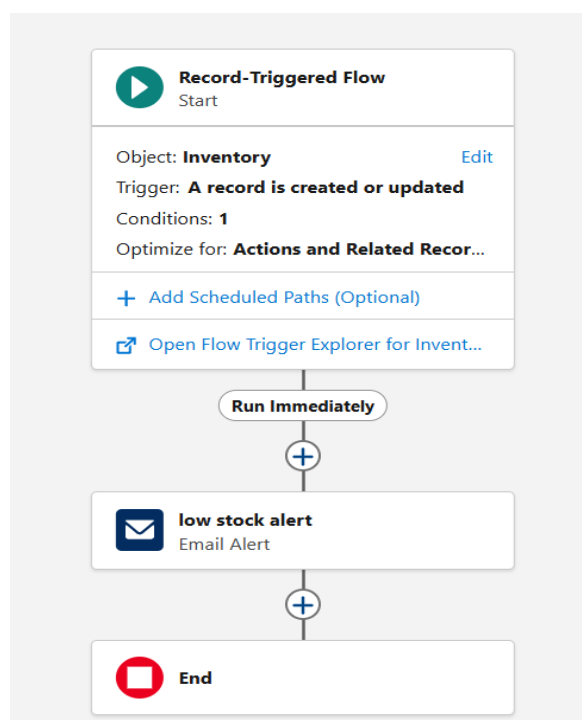 Record-Triggered Flow
Start
Object: Inventory Edit
Trigger: A record is created or updated
Conditions: 1
Optimize for: Actions and Related Recor...
Add Scheduled Paths (Optional)
Open Flow Trigger Explorer for Invent...
Run Immediately
low stock alert
Email Alert
End